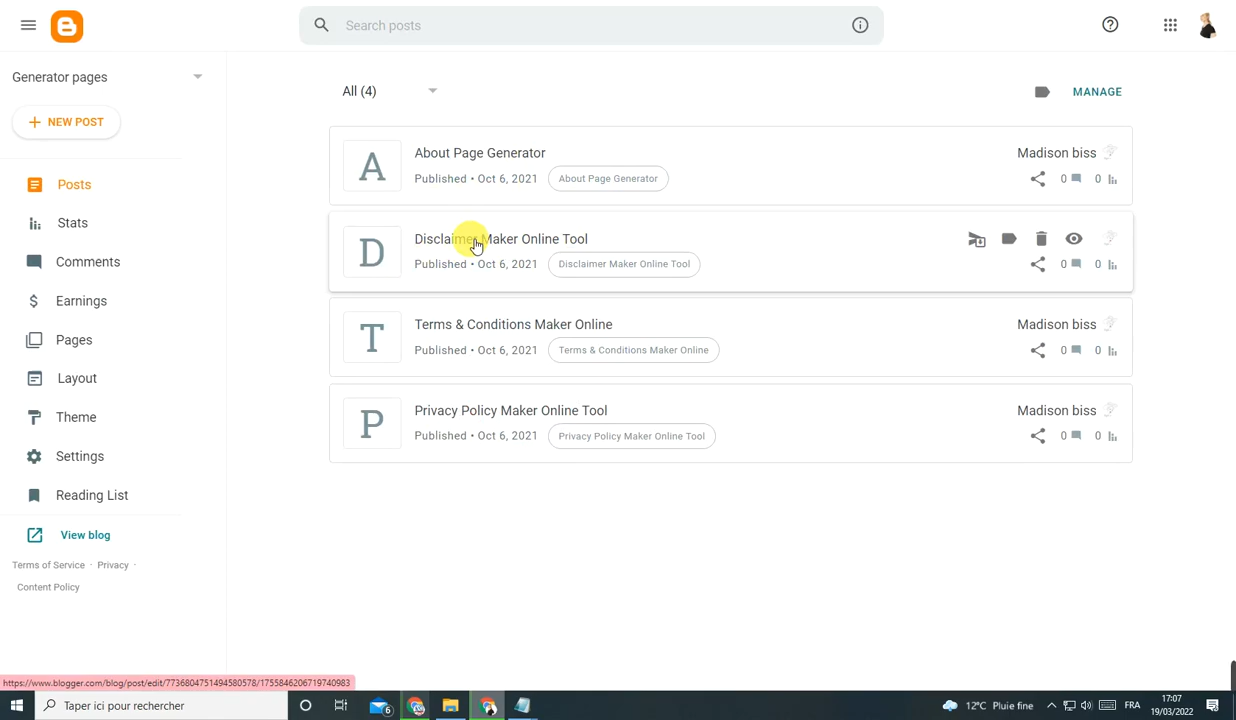 Search posts
Generator pages
NEW POST
Posts
Stats
Comments
Earnings
Pages
Layout
Theme
Settings
Reading List
View blog
Terms of Service · Privacy ·
Content Policy
All (4)
MANAGE
A
About Page Generator
Published • Oct 6, 2021
About Page Generator
Madison biss
0 0
D
Disclaimer Maker Online Tool
Published • Oct 6, 2021
Disclaimer Maker Online Tool
0 0
T
Terms & Conditions Maker Online
Published • Oct 6, 2021
Terms & Conditions Maker Online
Madison biss
0 0
P
Privacy Policy Maker Online Tool
Published • Oct 6, 2021
Privacy Policy Maker Online Tool
Madison biss
0 0
https://www.blogger.com/blog/post/edit/7736804751494580578/1755846206719740983
Taper ici pour rechercher
6
12°C Pluie fine
FRA
17:07
19/03/2022